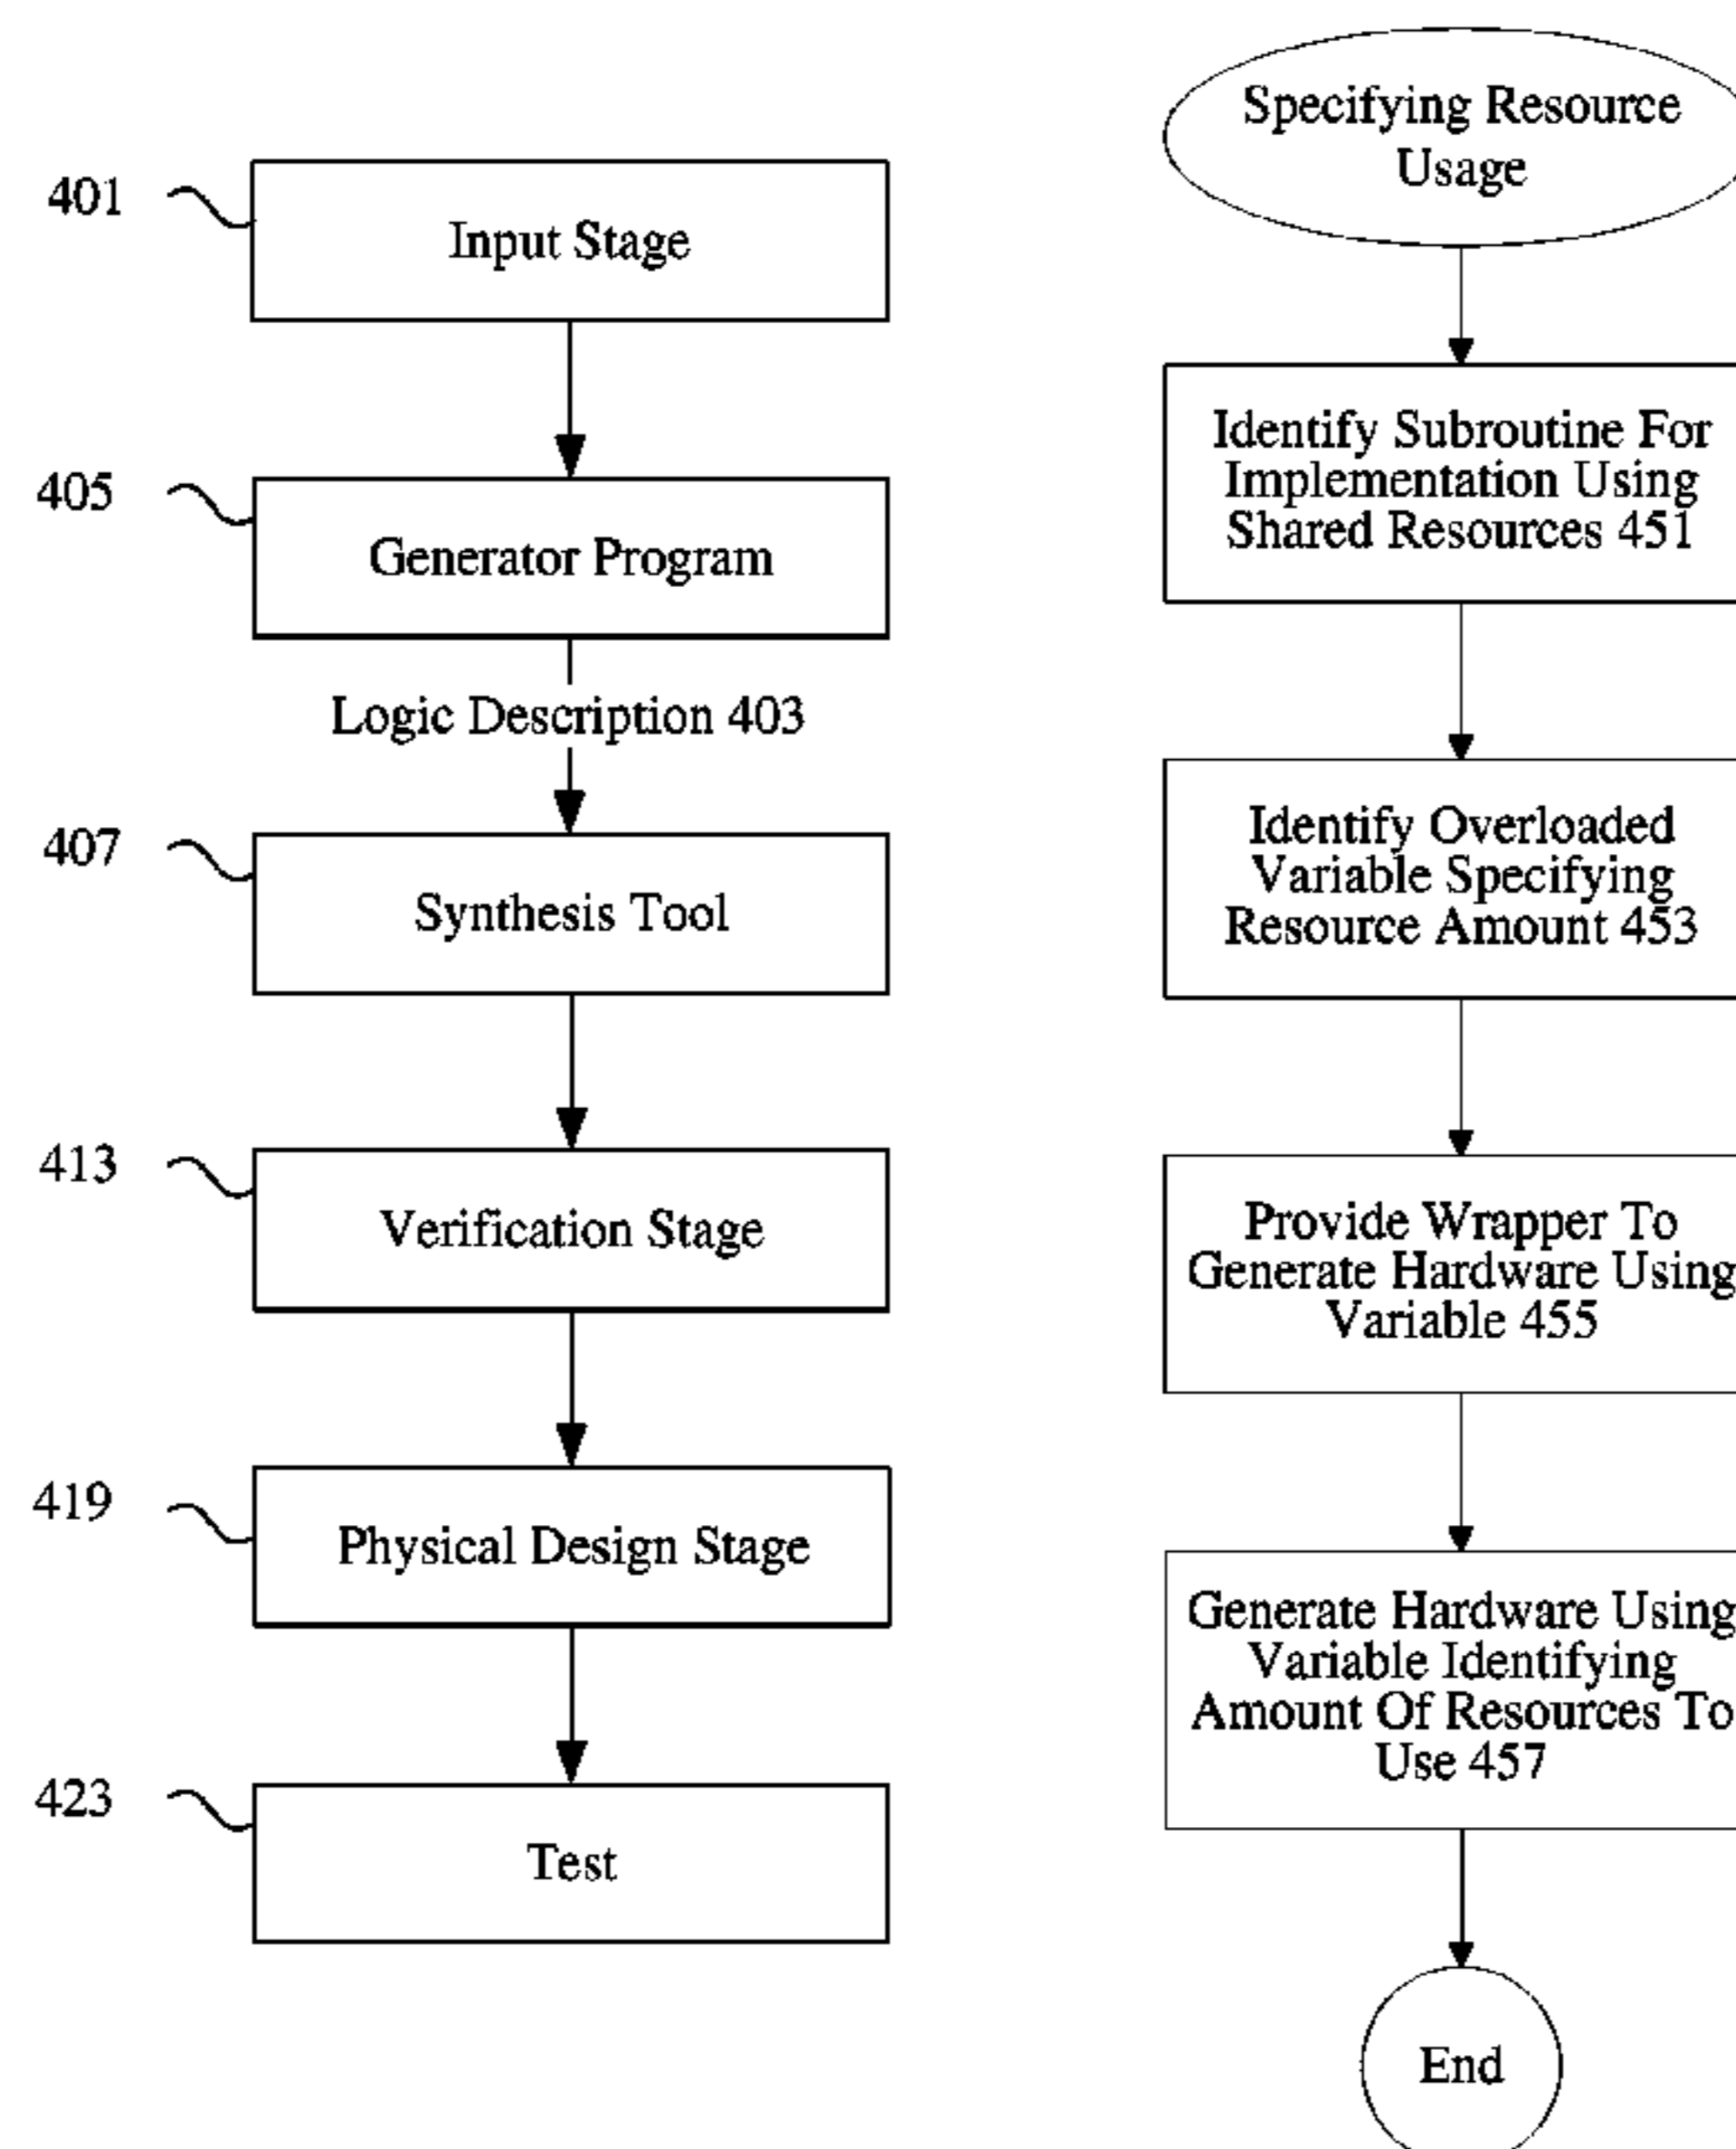 401
Input Stage
405
Generator Program
Logic Description 403
407
Synthesis Tool
413
Verification Stage
419
Physical Design Stage
423
Test
Specifying Resource
Usage
Identify Subroutine For
Implementation Using
Shared Resources 451
Identify Overloaded
Variable Specifying
Resource Amount 453
Provide Wrapper To
Generate Hardware Using
Variable 455
Generate Hardware Using
Variable Identifying
Amount Of Resources To
Use 457
End